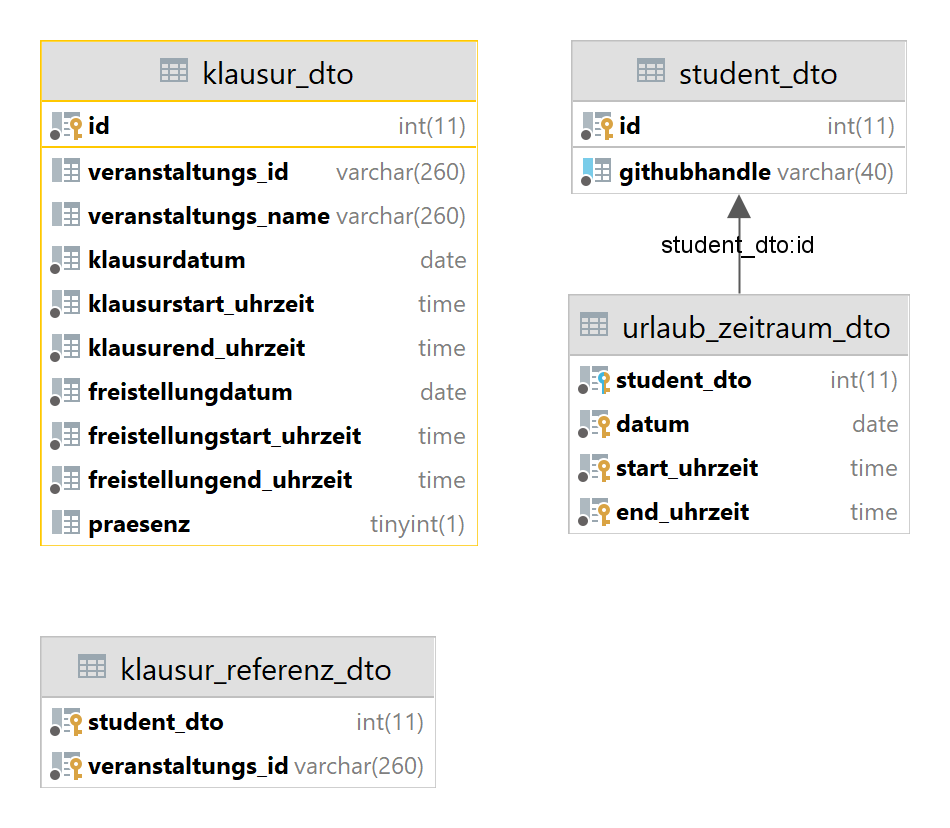 klausur_dto
id int(11)
veranstaltungs_id varchar(260)
veranstaltungs_name varchar(260)
klausurdatum date
klausurstart_uhrzeit time
klausurend_uhrzeit time
freistellungdatum date
freistellungstart_uhrzeit time
freistellungend_uhrzeit time
praesenz tinyint(1)
student_dto
id int(11)
githubhandle varchar(40)
student_dto:id
urlaub_zeitraum_dto
student_dto int(11)
datum date
start_uhrzeit time
end_uhrzeit time
klausur_referenz_dto
student_dto int(11)
veranstaltungs_id varchar(260)